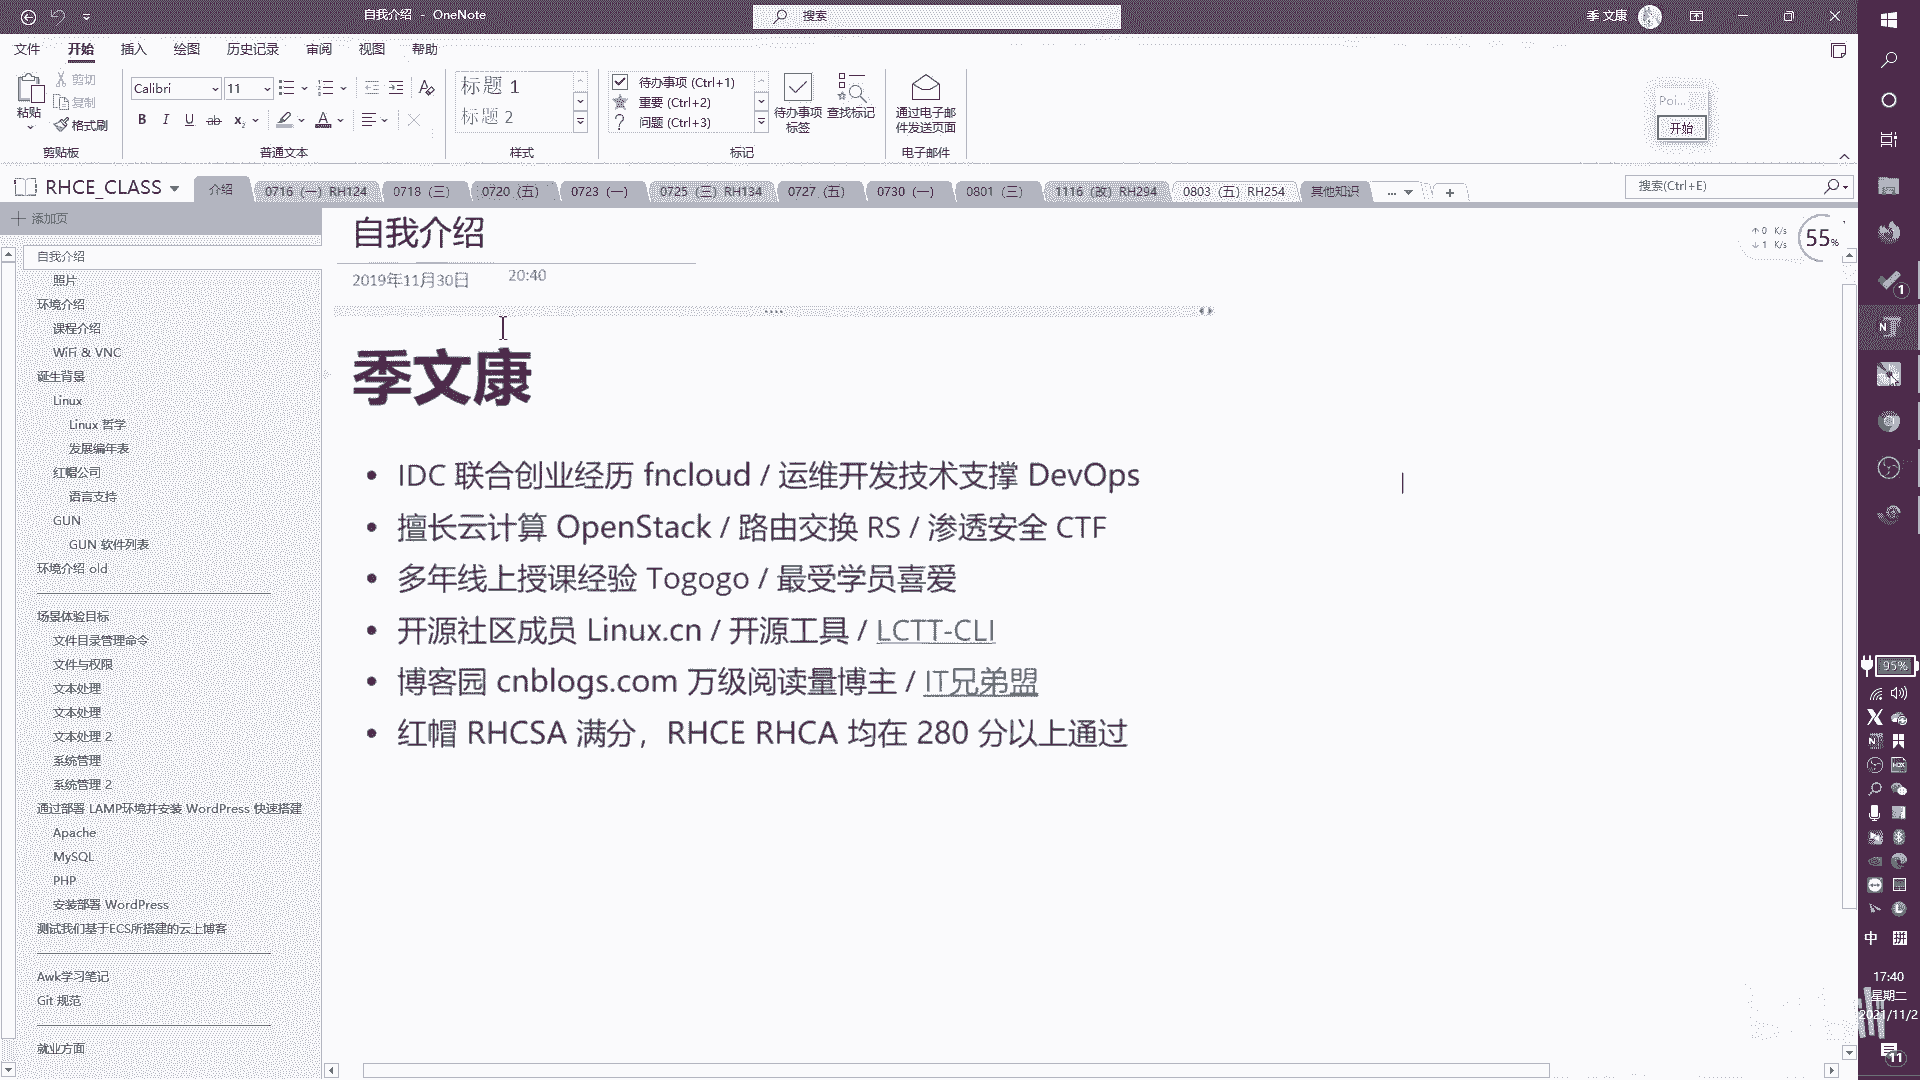 自我介绍 - OneNote
搜索
季 文康
文件 开始 插入 绘图 历史记录 审阅 视图 帮助
粘贴
剪切
复制
格式刷
剪贴板
Calibri 11
B I U ab x₂ A
普通文本
标题 1
标题 2
样式
待办事项 (Ctrl+1)
重要 (Ctrl+2)
问题 (Ctrl+3)
标记
待办事项
标签
查找标记
通过电子邮
件发送页面
电子邮件
Poi...
开始
RHCE_CLASS
介绍 0716（一）RH124 0718（三） 0720（五） 0723（一） 0725（三）RH134 0727（五） 0730（一） 0801（三） 1116（改）RH294 0803（五）RH254 其他知识 ...
搜索(Ctrl+E)
添加页
自我介绍
照片
环境介绍
课程介绍
WiFi & VNC
诞生背景
Linux
Linux 哲学
发展编年表
红帽公司
语言支持
GUN
GUN 软件列表
环境介绍 old
场景体验目标
文件目录管理命令
文件与权限
文本处理
文本处理
文本处理 2
系统管理
系统管理 2
通过部署 LAMP环境并安装 WordPress 快速搭建
Apache
MySQL
PHP
安装部署 WordPress
测试我们基于ECS所搭建的云上博客
Awk学习笔记
Git 规范
就业方面
自我介绍
2019年11月30日 20:40
季文康
• IDC 联合创业经历 fncloud / 运维开发技术支撑 DevOps
• 擅长云计算 OpenStack / 路由交换 RS / 渗透安全 CTF
• 多年线上授课经验 Togogo / 最受学员喜爱
• 开源社区成员 Linux.cn / 开源工具 / LCTT-CLI
• 博客园 cnblogs.com 万级阅读量博主 / IT兄弟盟
• 红帽 RHCSA 满分，RHCE RHCA 均在 280 分以上通过
↑ 0 K/s
↓ 1 K/s
55%
1
95%
中 拼
17:40
星期二
2021/11/2
11